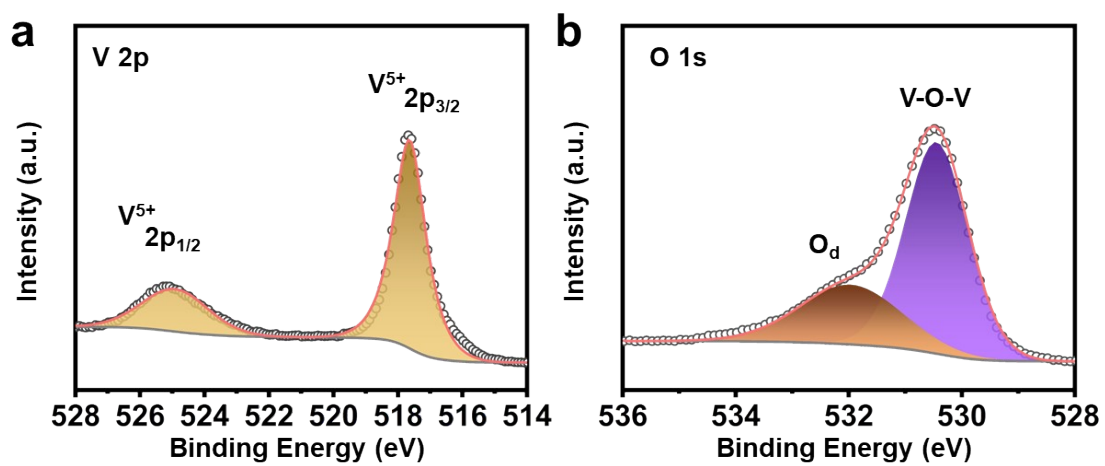 a
V 2p
V5+
2p3/2
V5+
2p1/2
Intensity (a.u.)
528 526 524 522 520 518 516 514
Binding Energy (eV)
b
O 1s
V-O-V
Od
Intensity (a.u.)
536 534 532 530 528
Binding Energy (eV)